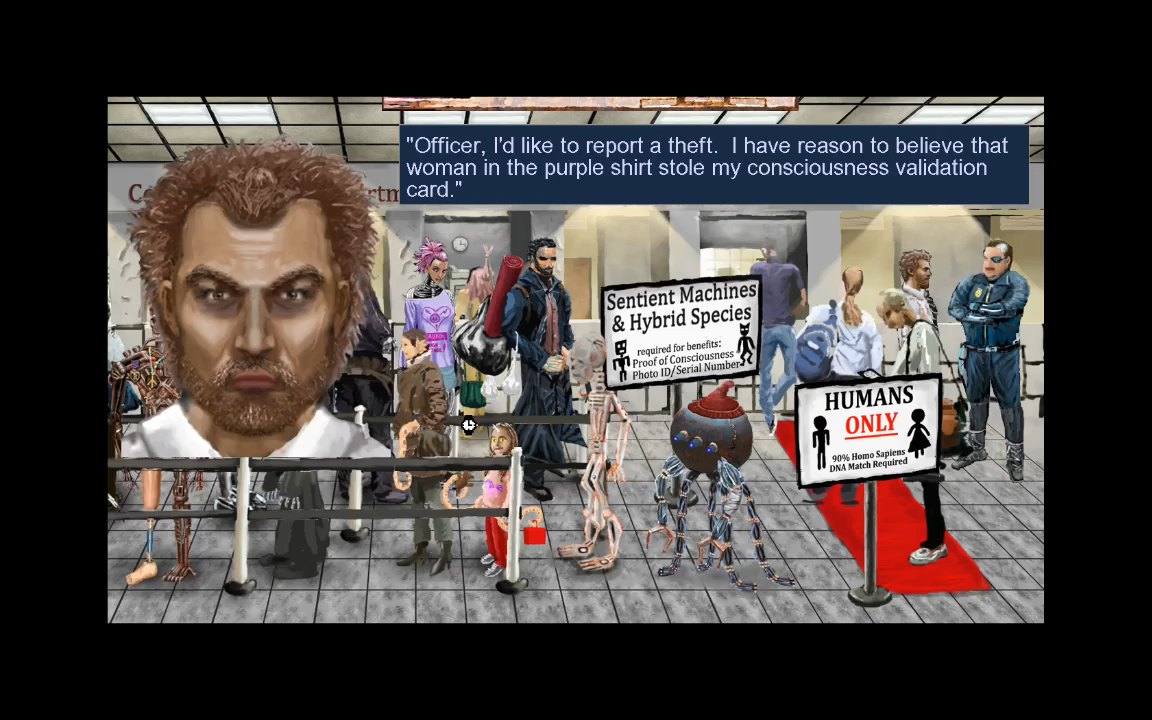 "Officer, I'd like to report a theft.  I have reason to believe that
woman in the purple shirt stole my consciousness validation
card."
Sentient Machines
& Hybrid Species
required for benefits:
Proof of Consciousness
Photo ID/Serial Number
HUMANS
ONLY
90% Homo Sapiens
DNA Match Required